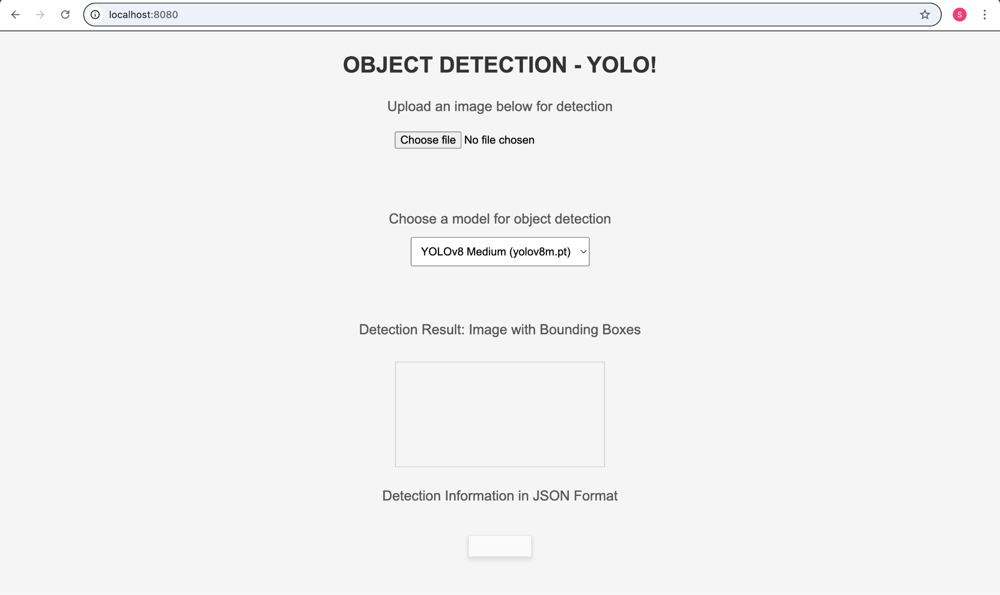 localhost:8080
S
OBJECT DETECTION - YOLO!
Upload an image below for detection
Choose file No file chosen
Choose a model for object detection
YOLOv8 Medium (yolov8m.pt)
Detection Result: Image with Bounding Boxes
Detection Information in JSON Format